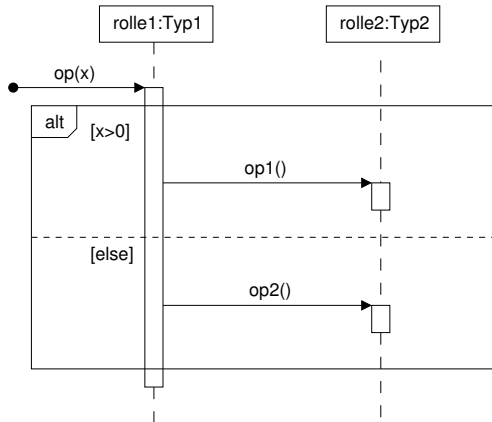 rolle1:Typ1
rolle2:Typ2
op(x)
alt
[x>0]
op1()
[else]
op2()